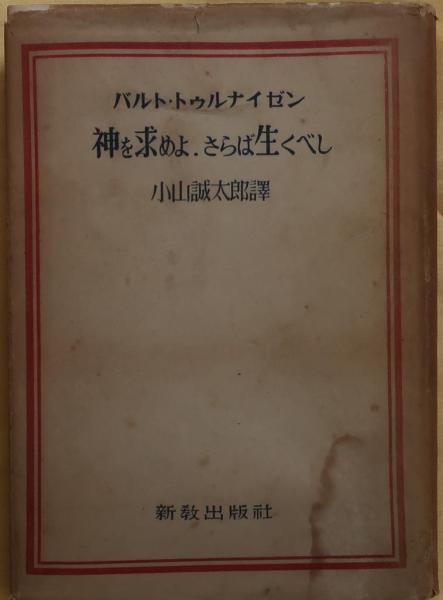 バルト・トゥルナイゼン
神を求めよ．さらば生くべし
小山誠太郎譯
新敎出版社